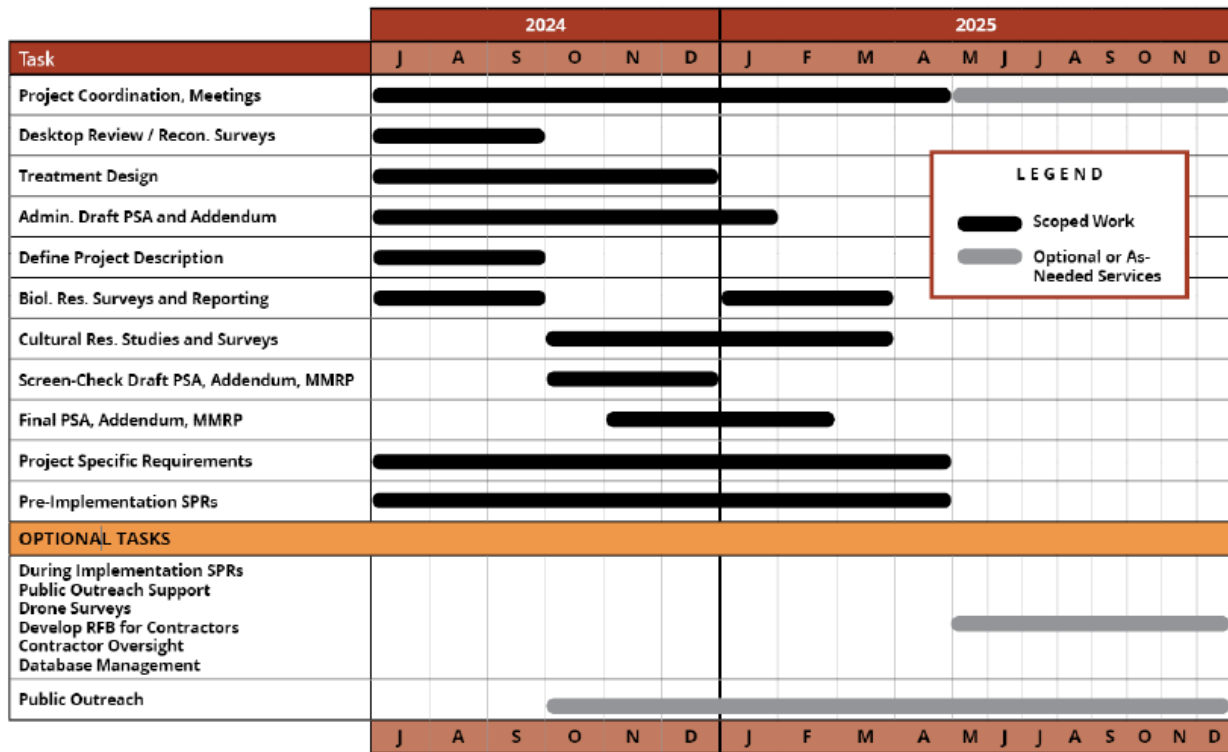 2024 2025
Task J A S O N D J F M A M J J A S O N D
Project Coordination, Meetings
Desktop Review / Recon. Surveys
Treatment Design
Admin. Draft PSA and Addendum
Define Project Description
Biol. Res. Surveys and Reporting
Cultural Res. Studies and Surveys
Screen-Check Draft PSA, Addendum, MMRP
Final PSA, Addendum, MMRP
Project Specific Requirements
Pre-Implementation SPRs
LEGEND
Scoped Work
Optional or As-
Needed Services
OPTIONAL TASKS
During Implementation SPRs
Public Outreach Support
Drone Surveys
Develop RFB for Contractors
Contractor Oversight
Database Management
Public Outreach
J A S O N D J F M A M J J A S O N D